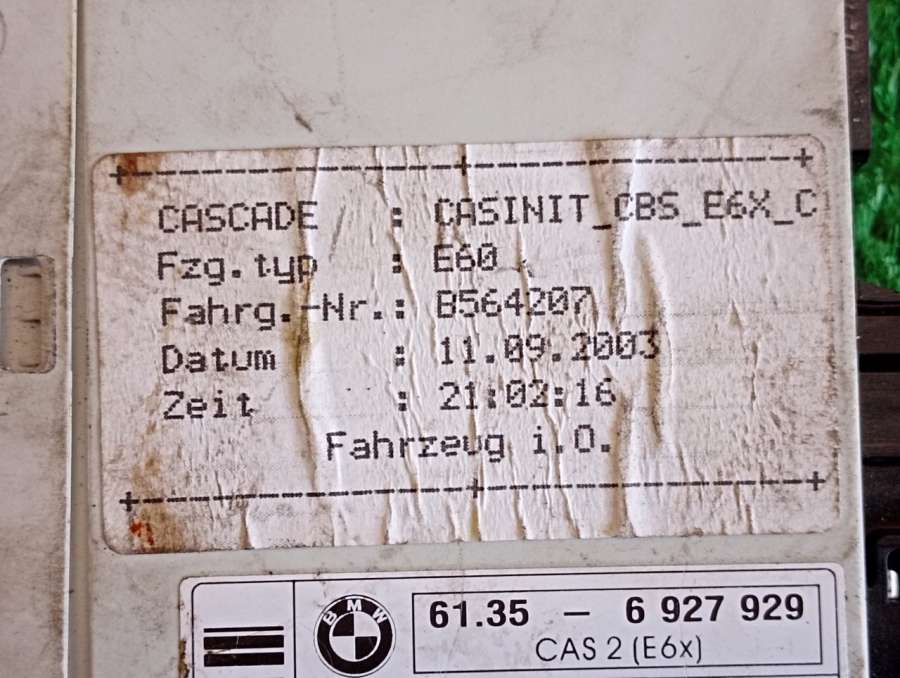 +---------------+---------------+
CASCADE : CASINIT_CBS_E6X_C
Fzg.typ : E60
Fahrg.-Nr.: B564207
Datum : 11.09.2003
Zeit : 21:02:16
Fahrzeug i.O.
+---------------+---------------+
BMW
61.35 — 6 927 929
CAS 2 (E6x)